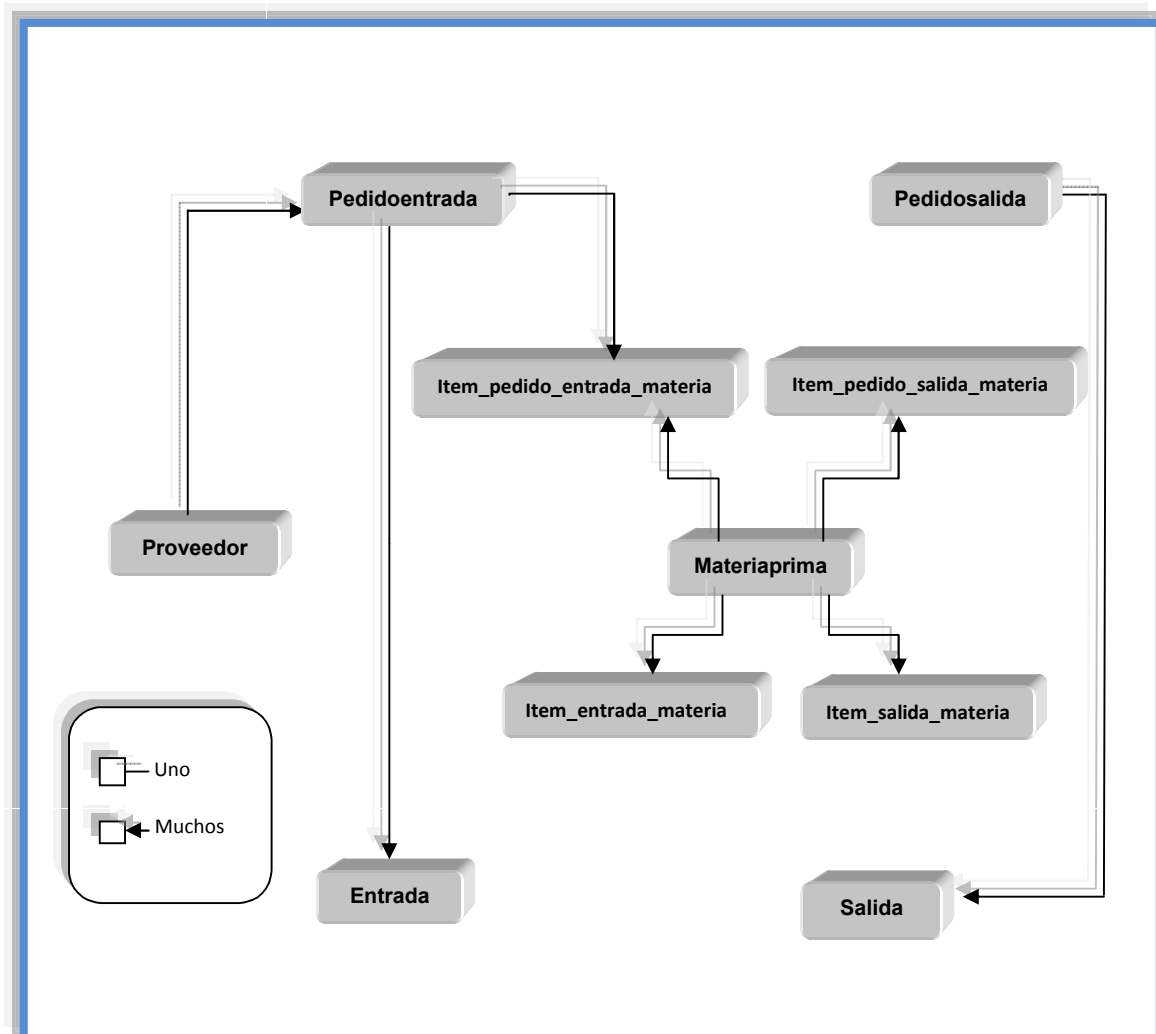 Pedidoentrada
Pedidosalida
Item_pedido_entrada_materia
Item_pedido_salida_materia
Proveedor
Materiaprima
Item_entrada_materia
Item_salida_materia
Uno
Muchos
Entrada
Salida